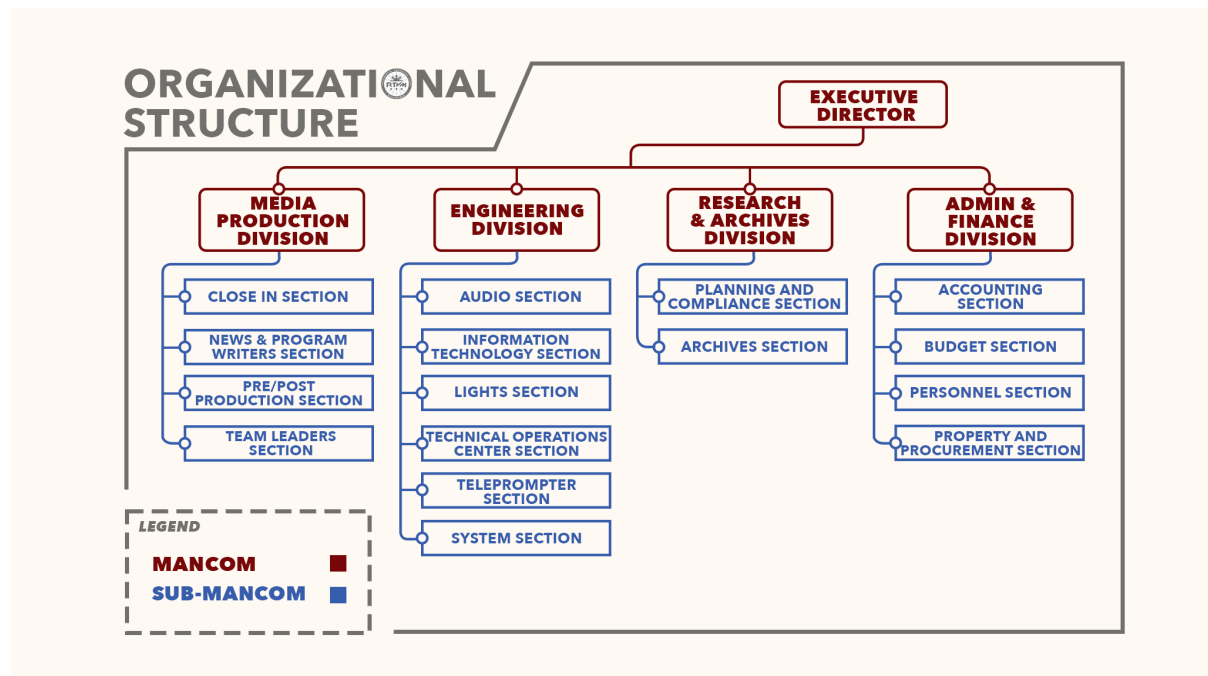 ORGANIZATIONAL
STRUCTURE
EXECUTIVE
DIRECTOR
MEDIA
PRODUCTION
DIVISION
CLOSE IN SECTION
NEWS & PROGRAM
WRITERS SECTION
PRE/POST
PRODUCTION SECTION
TEAM LEADERS
SECTION
ENGINEERING
DIVISION
AUDIO SECTION
INFORMATION
TECHNOLOGY SECTION
LIGHTS SECTION
TECHNICAL OPERATIONS
CENTER SECTION
TELEPROMPTER
SECTION
SYSTEM SECTION
RESEARCH
& ARCHIVES
DIVISION
PLANNING AND
COMPLIANCE SECTION
ARCHIVES SECTION
ADMIN &
FINANCE
DIVISION
ACCOUNTING
SECTION
BUDGET SECTION
PERSONNEL SECTION
PROPERTY AND
PROCUREMENT SECTION
LEGEND
MANCOM
SUB-MANCOM